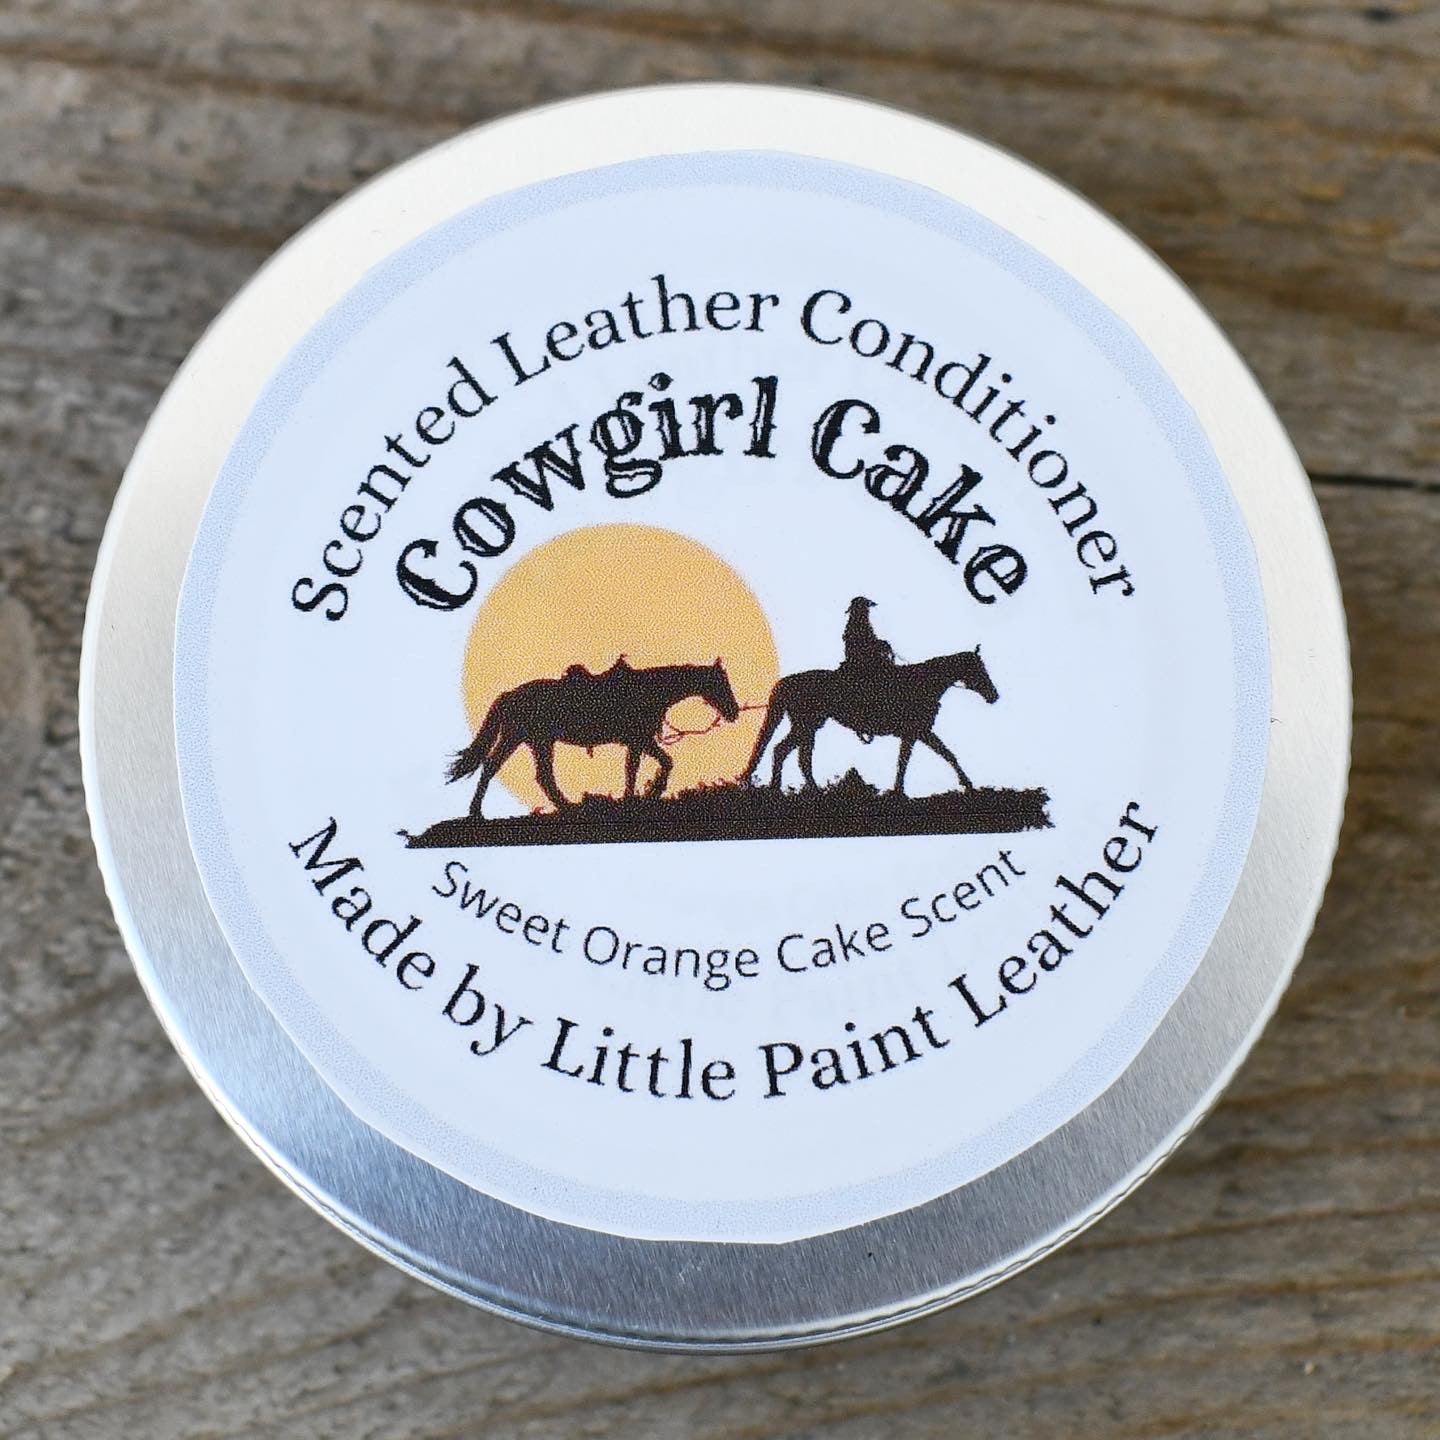 Scented Leather Conditioner
Cowgirl Cake
Sweet Orange Cake Scent
Made by Little Paint Leather